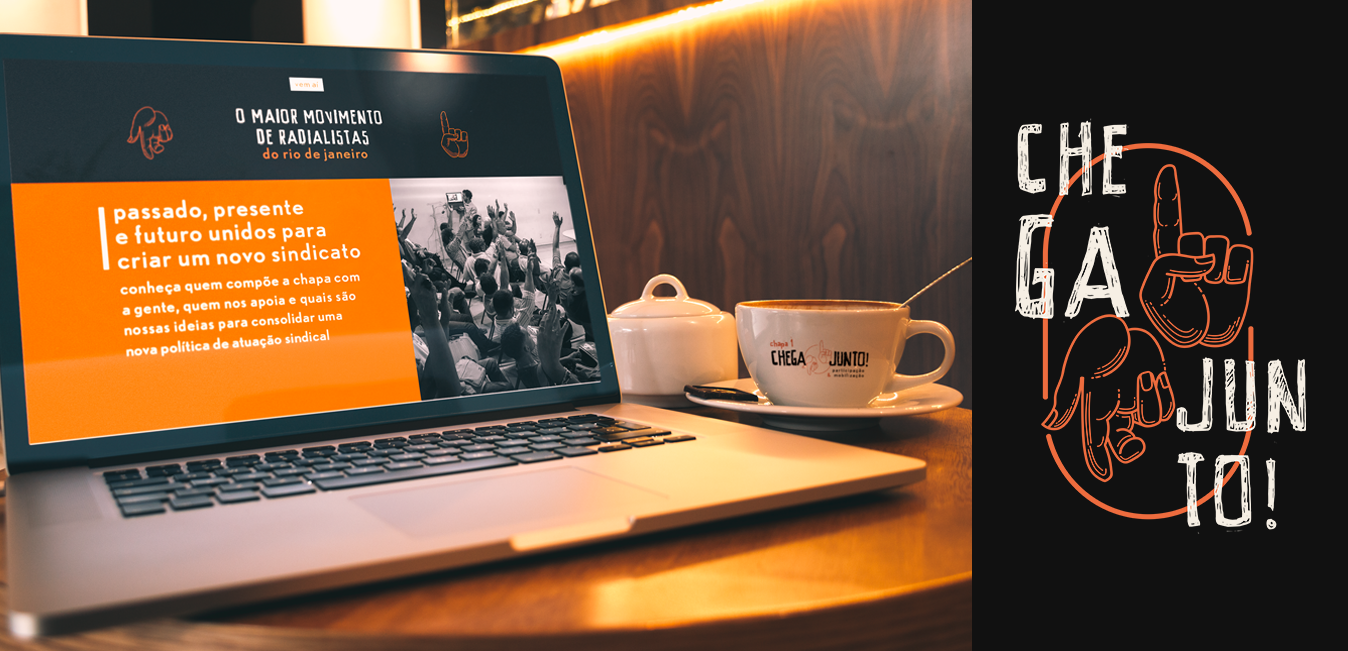 vem aí
O MAIOR MOVIMENTO
DE RADIALISTAS
do rio de janeiro
passado, presente
e futuro unidos para
criar um novo sindicato
conheça quem compõe a chapa com
a gente, quem nos apoia e quais são
nossas ideias para consolidar uma
nova política de atuação sindical
chapa 1
CHEGA JUNTO!
participação
& mobilização
CHE
GA
JUN
TO!